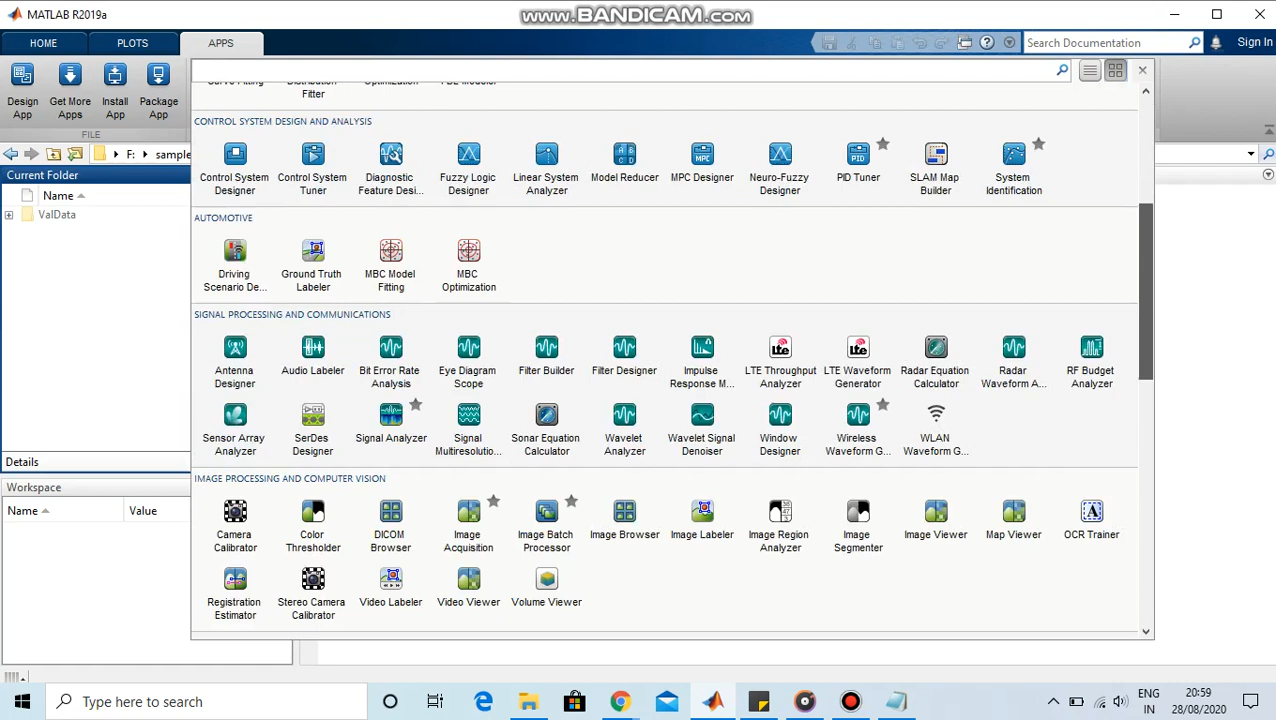 MATLAB R2019a
WWW.BANDICAM.COM
HOME
PLOTS
APPS
Search Documentation
Sign In
Design App
Get More Apps
Install App
Package App
FILE
F:
sample
Current Folder
Name
ValData
Details
Workspace
Name
Value
Fitter
CONTROL SYSTEM DESIGN AND ANALYSIS
Control System Designer
Control System Tuner
Diagnostic Feature Desi...
Fuzzy Logic Designer
Linear System Analyzer
Model Reducer
MPC
MPC Designer
Neuro-Fuzzy Designer
PID
PID Tuner
SLAM Map Builder
System Identification
AUTOMOTIVE
Driving Scenario De...
Ground Truth Labeler
MBC Model Fitting
MBC Optimization
SIGNAL PROCESSING AND COMMUNICATIONS
Antenna Designer
Audio Labeler
Bit Error Rate Analysis
Eye Diagram Scope
Filter Builder
Filter Designer
Impulse Response M...
LTE Throughput Analyzer
LTE Waveform Generator
Radar Equation Calculator
Radar Waveform A...
RF Budget Analyzer
Sensor Array Analyzer
SerDes Designer
Signal Analyzer
Signal Multiresolutio...
Sonar Equation Calculator
Wavelet Analyzer
Wavelet Signal Denoiser
Window Designer
Wireless Waveform G...
WLAN Waveform G...
IMAGE PROCESSING AND COMPUTER VISION
Camera Calibrator
Color Thresholder
DICOM Browser
Image Acquisition
Image Batch Processor
Image Browser
Image Labeler
Image Region Analyzer
Image Segmenter
Image Viewer
Map Viewer
OCR Trainer
Registration Estimator
Stereo Camera Calibrator
Video Labeler
Video Viewer
Volume Viewer
Type here to search
ENG
IN
20:59
28/08/2020